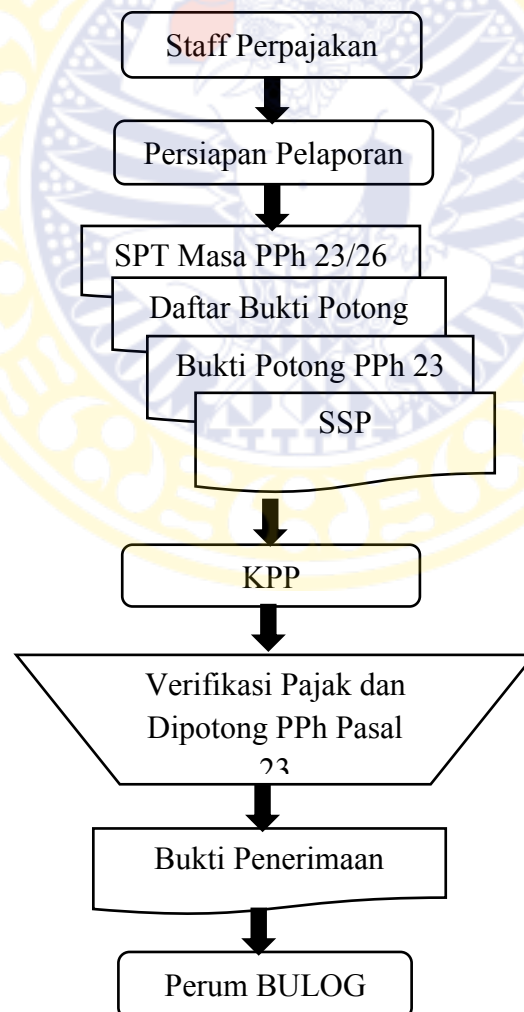 Staff Perpajakan
Persiapan Pelaporan
SPT Masa PPh 23/26
Daftar Bukti Potong
Bukti Potong PPh 23
SSP
KPP
Verifikasi Pajak dan
Dipotong PPh Pasal
23
Bukti Penerimaan
Perum BULOG